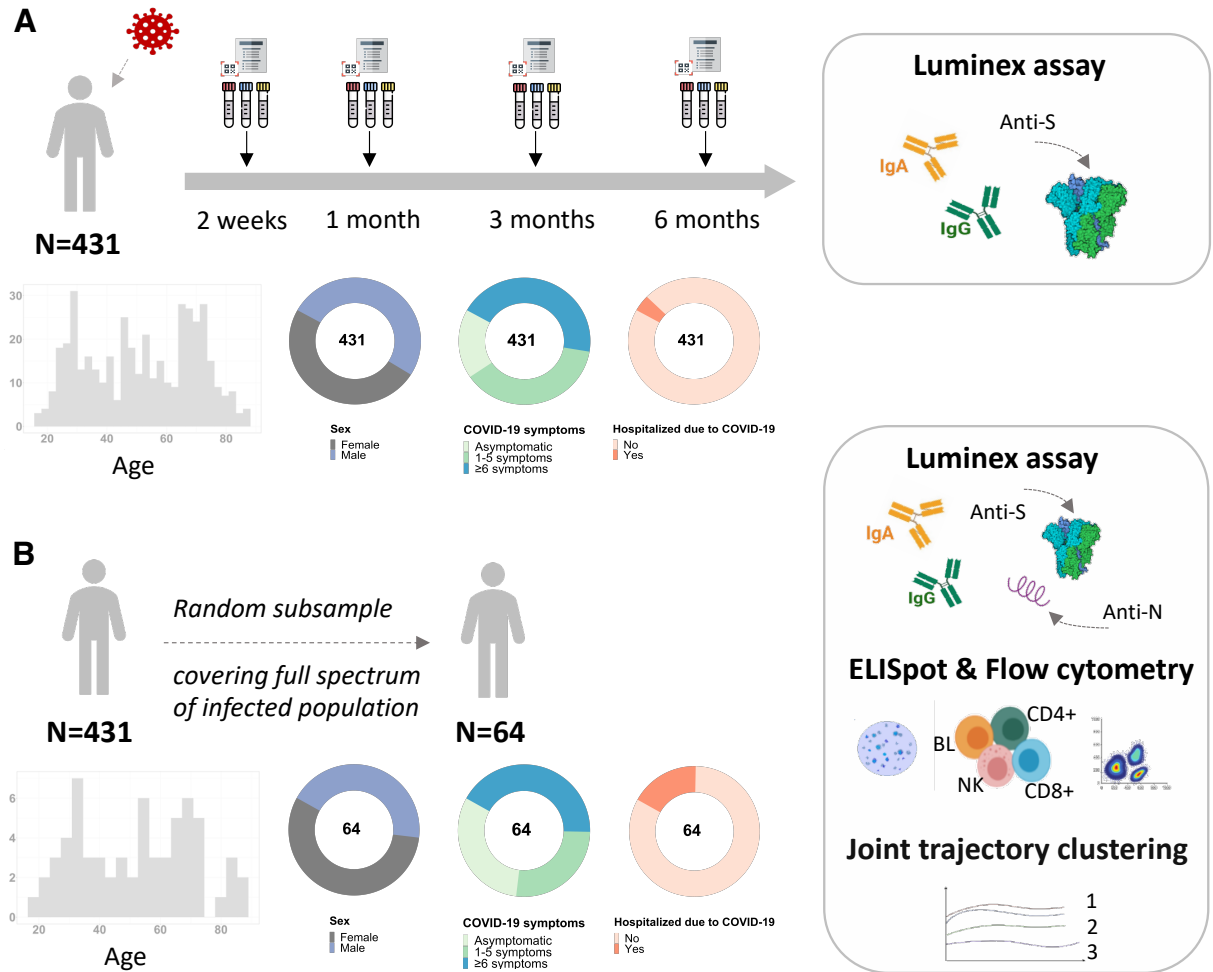 A
Luminex assay
Anti-S
IgA
IgG
2 weeks
1 month
3 months
6 months
N=431
30
20
10
0
20
40
60
80
Age
431
431
431
Sex
Female
Male
COVID-19 symptoms
Asymptomatic
1-5 symptoms
≥6 symptoms
Hospitalized due to COVID-19
No
Yes
B
Random subsample
covering full spectrum
of infected population
N=431
N=64
6
4
2
0
20
40
60
80
Age
64
64
64
Sex
Female
Male
COVID-19 symptoms
Asymptomatic
1-5 symptoms
≥6 symptoms
Hospitalized due to COVID-19
No
Yes
Luminex assay
Anti-S
IgA
IgG
Anti-N
ELISpot & Flow cytometry
CD4+
BL
NK
CD8+
Joint trajectory clustering
1
2
3